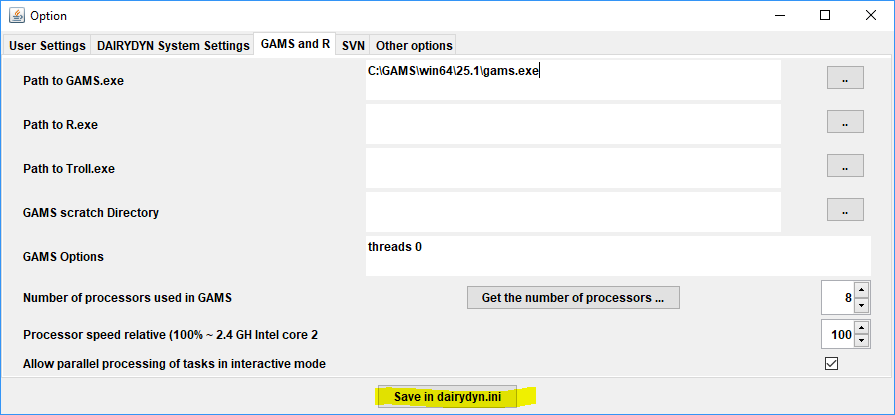 Option
User Settings DAIRYDYN System Settings GAMS and R SVN Other options
Path to GAMS.exe C:\GAMS\win64\25.1\gams.exe ..
Path to R.exe ..
Path to Troll.exe ..
GAMS scratch Directory ..
GAMS Options threads 0
Number of processors used in GAMS Get the number of processors ... 8
Processor speed relative (100% ~ 2.4 GH Intel core 2 100
Allow parallel processing of tasks in interactive mode
Save in dairydyn.ini